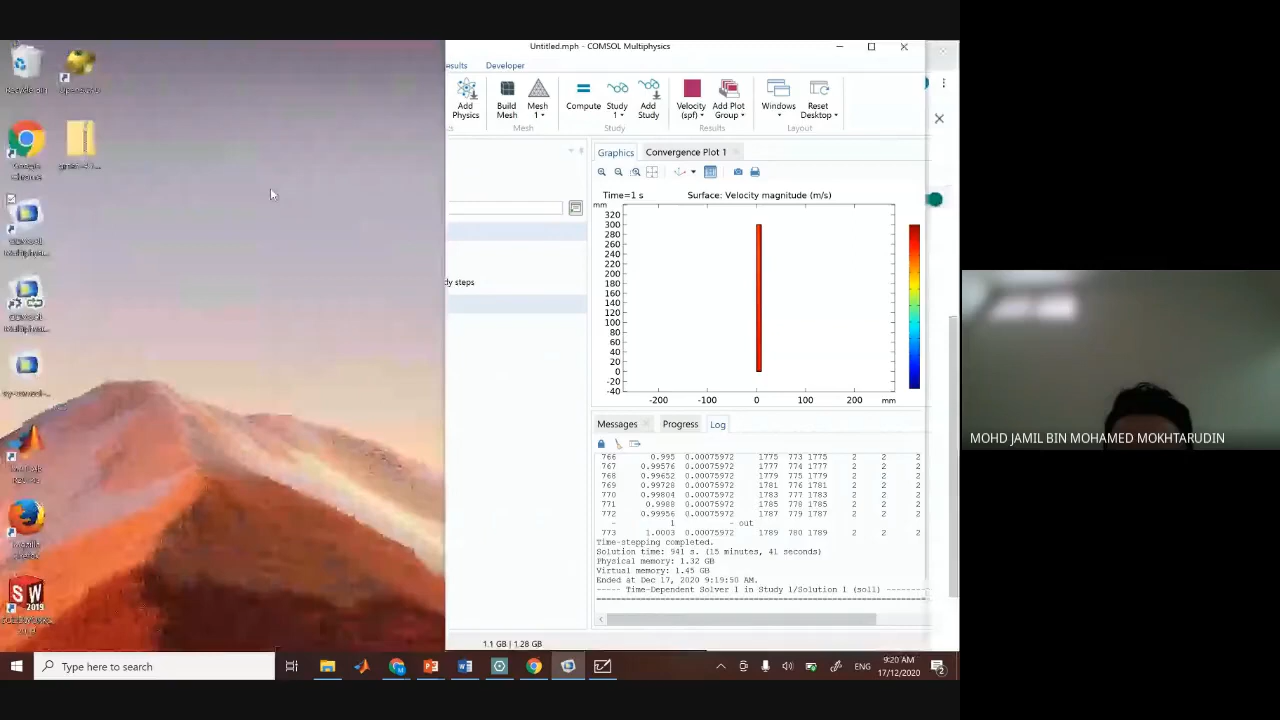 Untitled.mph - COMSOL Multiphysics
Developer
Add Physics
Build Mesh
Mesh 1
Compute
Study 1
Add Study
Velocity (spf)
Add Plot Group
Windows
Reset Desktop
Mesh
Study
Results
Layout
Graphics
Convergence Plot 1
Time=1 s
Surface: Velocity magnitude (m/s)
mm
320
300
280
260
240
220
200
180
160
140
120
100
80
60
40
20
0
-20
-40
-200
-100
0
100
200
mm
dy steps
Messages
Progress
Log
766 0.995 0.00075972 1775 773 1775 2 2 2
767 0.99576 0.00075972 1777 774 1777 2 2 2
768 0.99652 0.00075972 1779 775 1779 2 2 2
769 0.99728 0.00075972 1781 776 1781 2 2 2
770 0.99804 0.00075972 1783 777 1783 2 2 2
771 0.9988 0.00075972 1785 778 1785 2 2 2
772 0.99956 0.00075972 1787 779 1787 2 2 2
- 1 - out
773 1.0003 0.00075972 1789 780 1789 2 2 2
Time-stepping completed.
Solution time: 941 s. (15 minutes, 41 seconds)
Physical memory: 1.32 GB
Virtual memory: 1.45 GB
Ended at Dec 17, 2020 9:19:50 AM.
----- Time-Dependent Solver 1 in Study 1/Solution 1 (sol1) -------
1.1 GB | 1.28 GB
SW
2019
Type here to search
ENG
9:20 AM
17/12/2020
2
MOHD JAMIL BIN MOHAMED MOKHTARUDIN